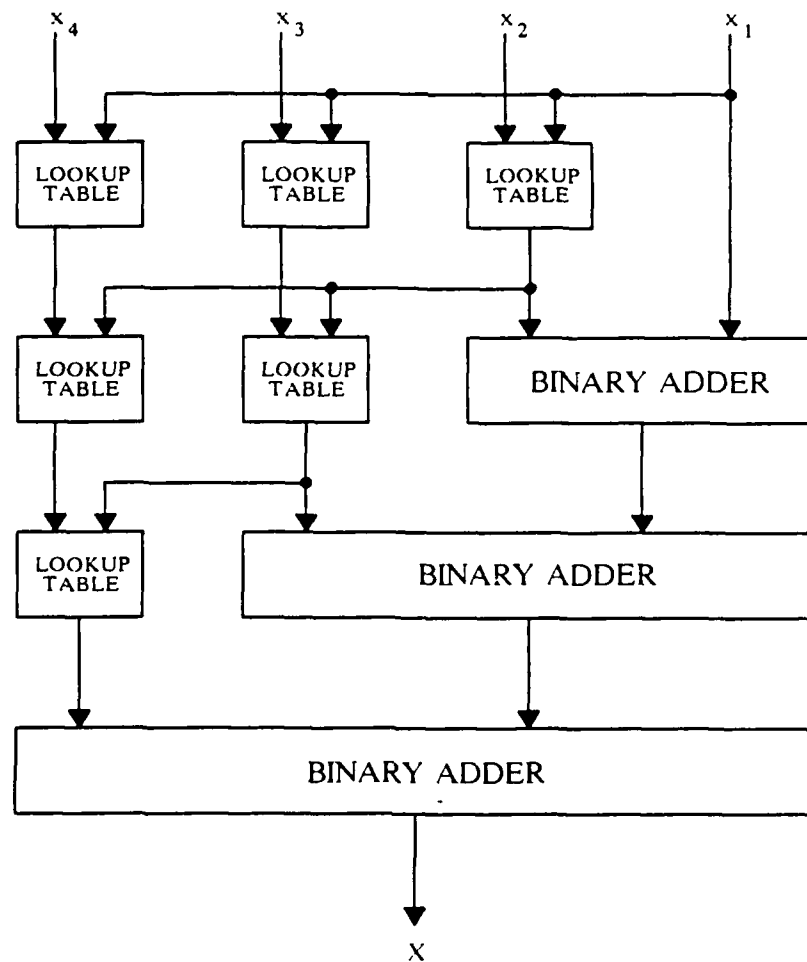 x4 x3 x2 x1
LOOKUP TABLE LOOKUP TABLE LOOKUP TABLE
LOOKUP TABLE LOOKUP TABLE BINARY ADDER
LOOKUP TABLE BINARY ADDER
BINARY ADDER
X